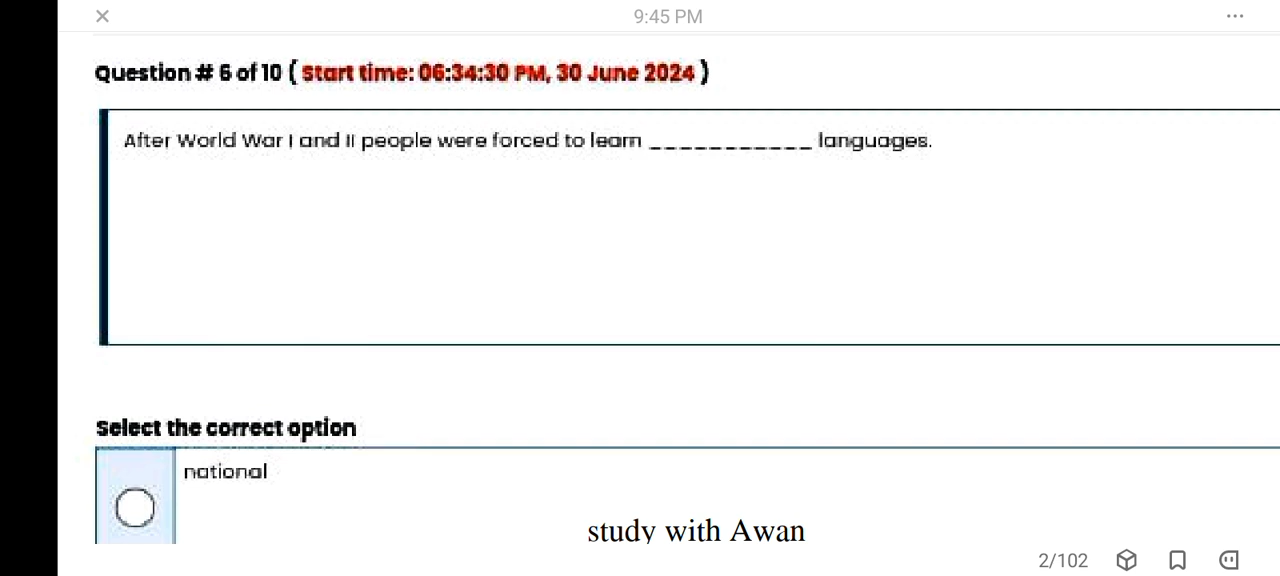 9:45 PM
Question # 6 of 10 ( Start time: 06:34:30 PM, 30 June 2024 )
After World War I and II people were forced to learn ___________ languages.
Select the correct option
national
study with Awan
2/102